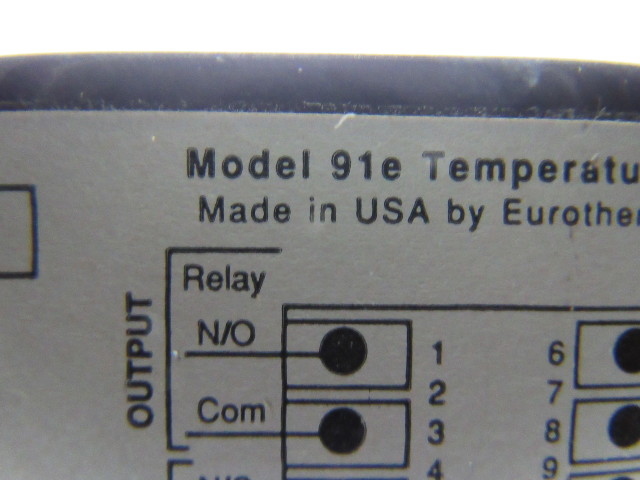 Model 91e Temperatu
Made in USA by Eurother
OUTPUT
Relay
N/O
Com
1
2
3
4
6
7
8
9